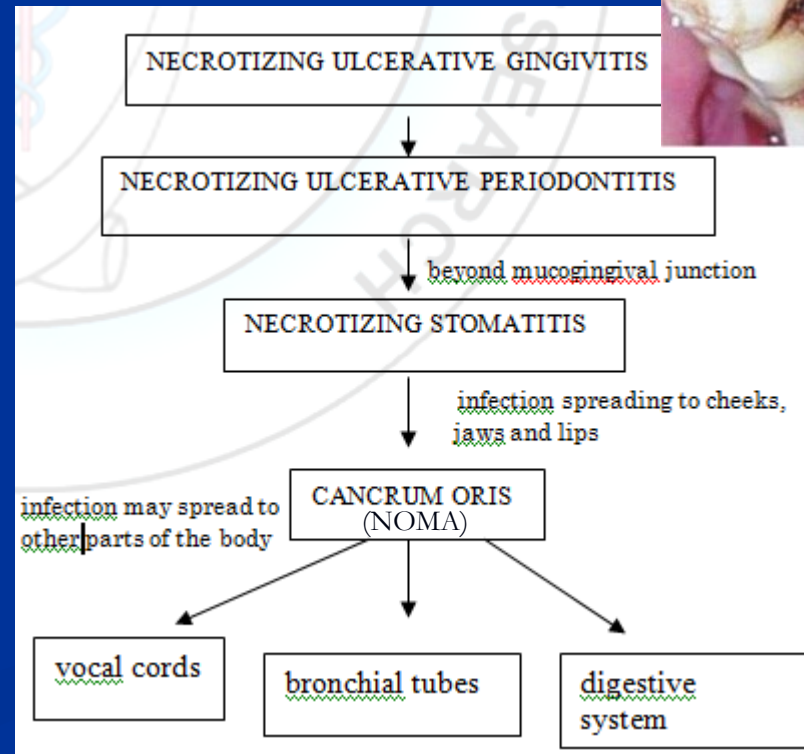 SEARCH
NECROTIZING ULCERATIVE GINGIVITIS
NECROTIZING ULCERATIVE PERIODONTITIS
beyond mucogingival junction
NECROTIZING STOMATITIS
infection spreading to cheeks,
jaws and lips
CANCRUM ORIS
(NOMA)
infection may spread to
other parts of the body
vocal cords
bronchial tubes
digestive
system